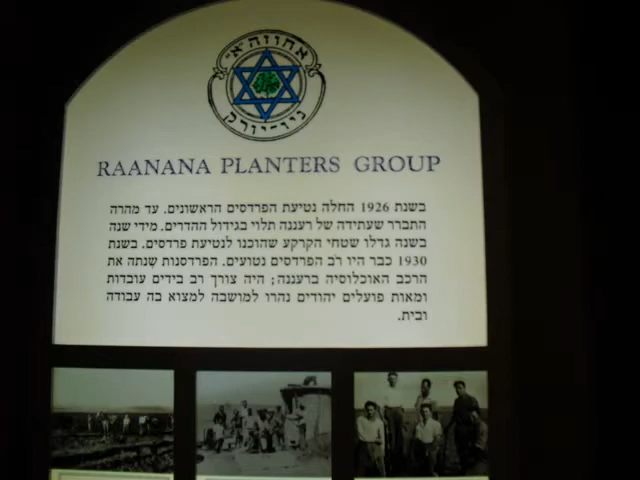 אחוזה א׳
ניו-יורק
RAANANA PLANTERS GROUP
בשנת 1926 החלה נטיעת הפרדסים הראשונים. עד מהרה
התברר שעתידה של רעננה תלוי בגידול ההדרים. מידי שנה
בשנה גדלו שטחי הקרקע שהוכנו לנטיעת פרדסים. בשנת
1930 כבר היו רֹב הפרדסים נטועים. הפרדסנות שִנתה את
הרכב האוכלוסיה ברעננה; היה צורך רב בידים עובדות
ומאות פועלים יהודים נהרו למושבה למצוא בה עבודה
ובית.